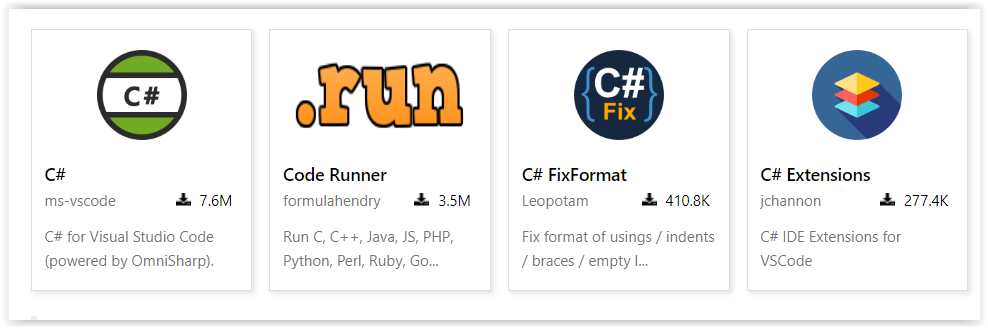 C#
C#
ms-vscode 7.6M
C# for Visual Studio Code
(powered by OmniSharp).
.run
Code Runner
formulahendry 3.5M
Run C, C++, Java, JS, PHP,
Python, Perl, Ruby, Go...
{C#}
Fix
C# FixFormat
Leopotam 410.8K
Fix format of usings / indents
/ braces / empty l...
C# Extensions
jchannon 277.4K
C# IDE Extensions for
VSCode